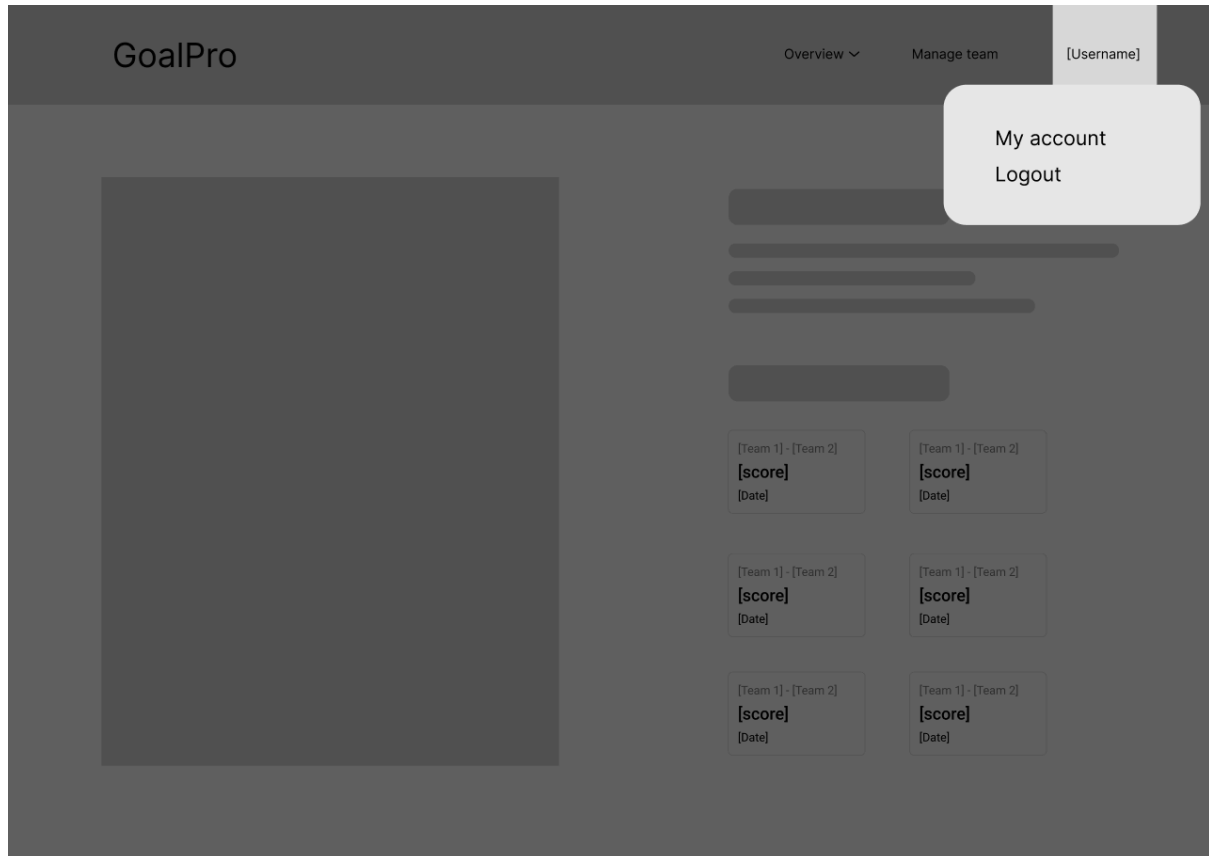 GoalPro
Overview
Manage team
[Username]
My account
Logout
[Team 1] - [Team 2]
[score]
[Date]
[Team 1] - [Team 2]
[score]
[Date]
[Team 1] - [Team 2]
[score]
[Date]
[Team 1] - [Team 2]
[score]
[Date]
[Team 1] - [Team 2]
[score]
[Date]
[Team 1] - [Team 2]
[score]
[Date]